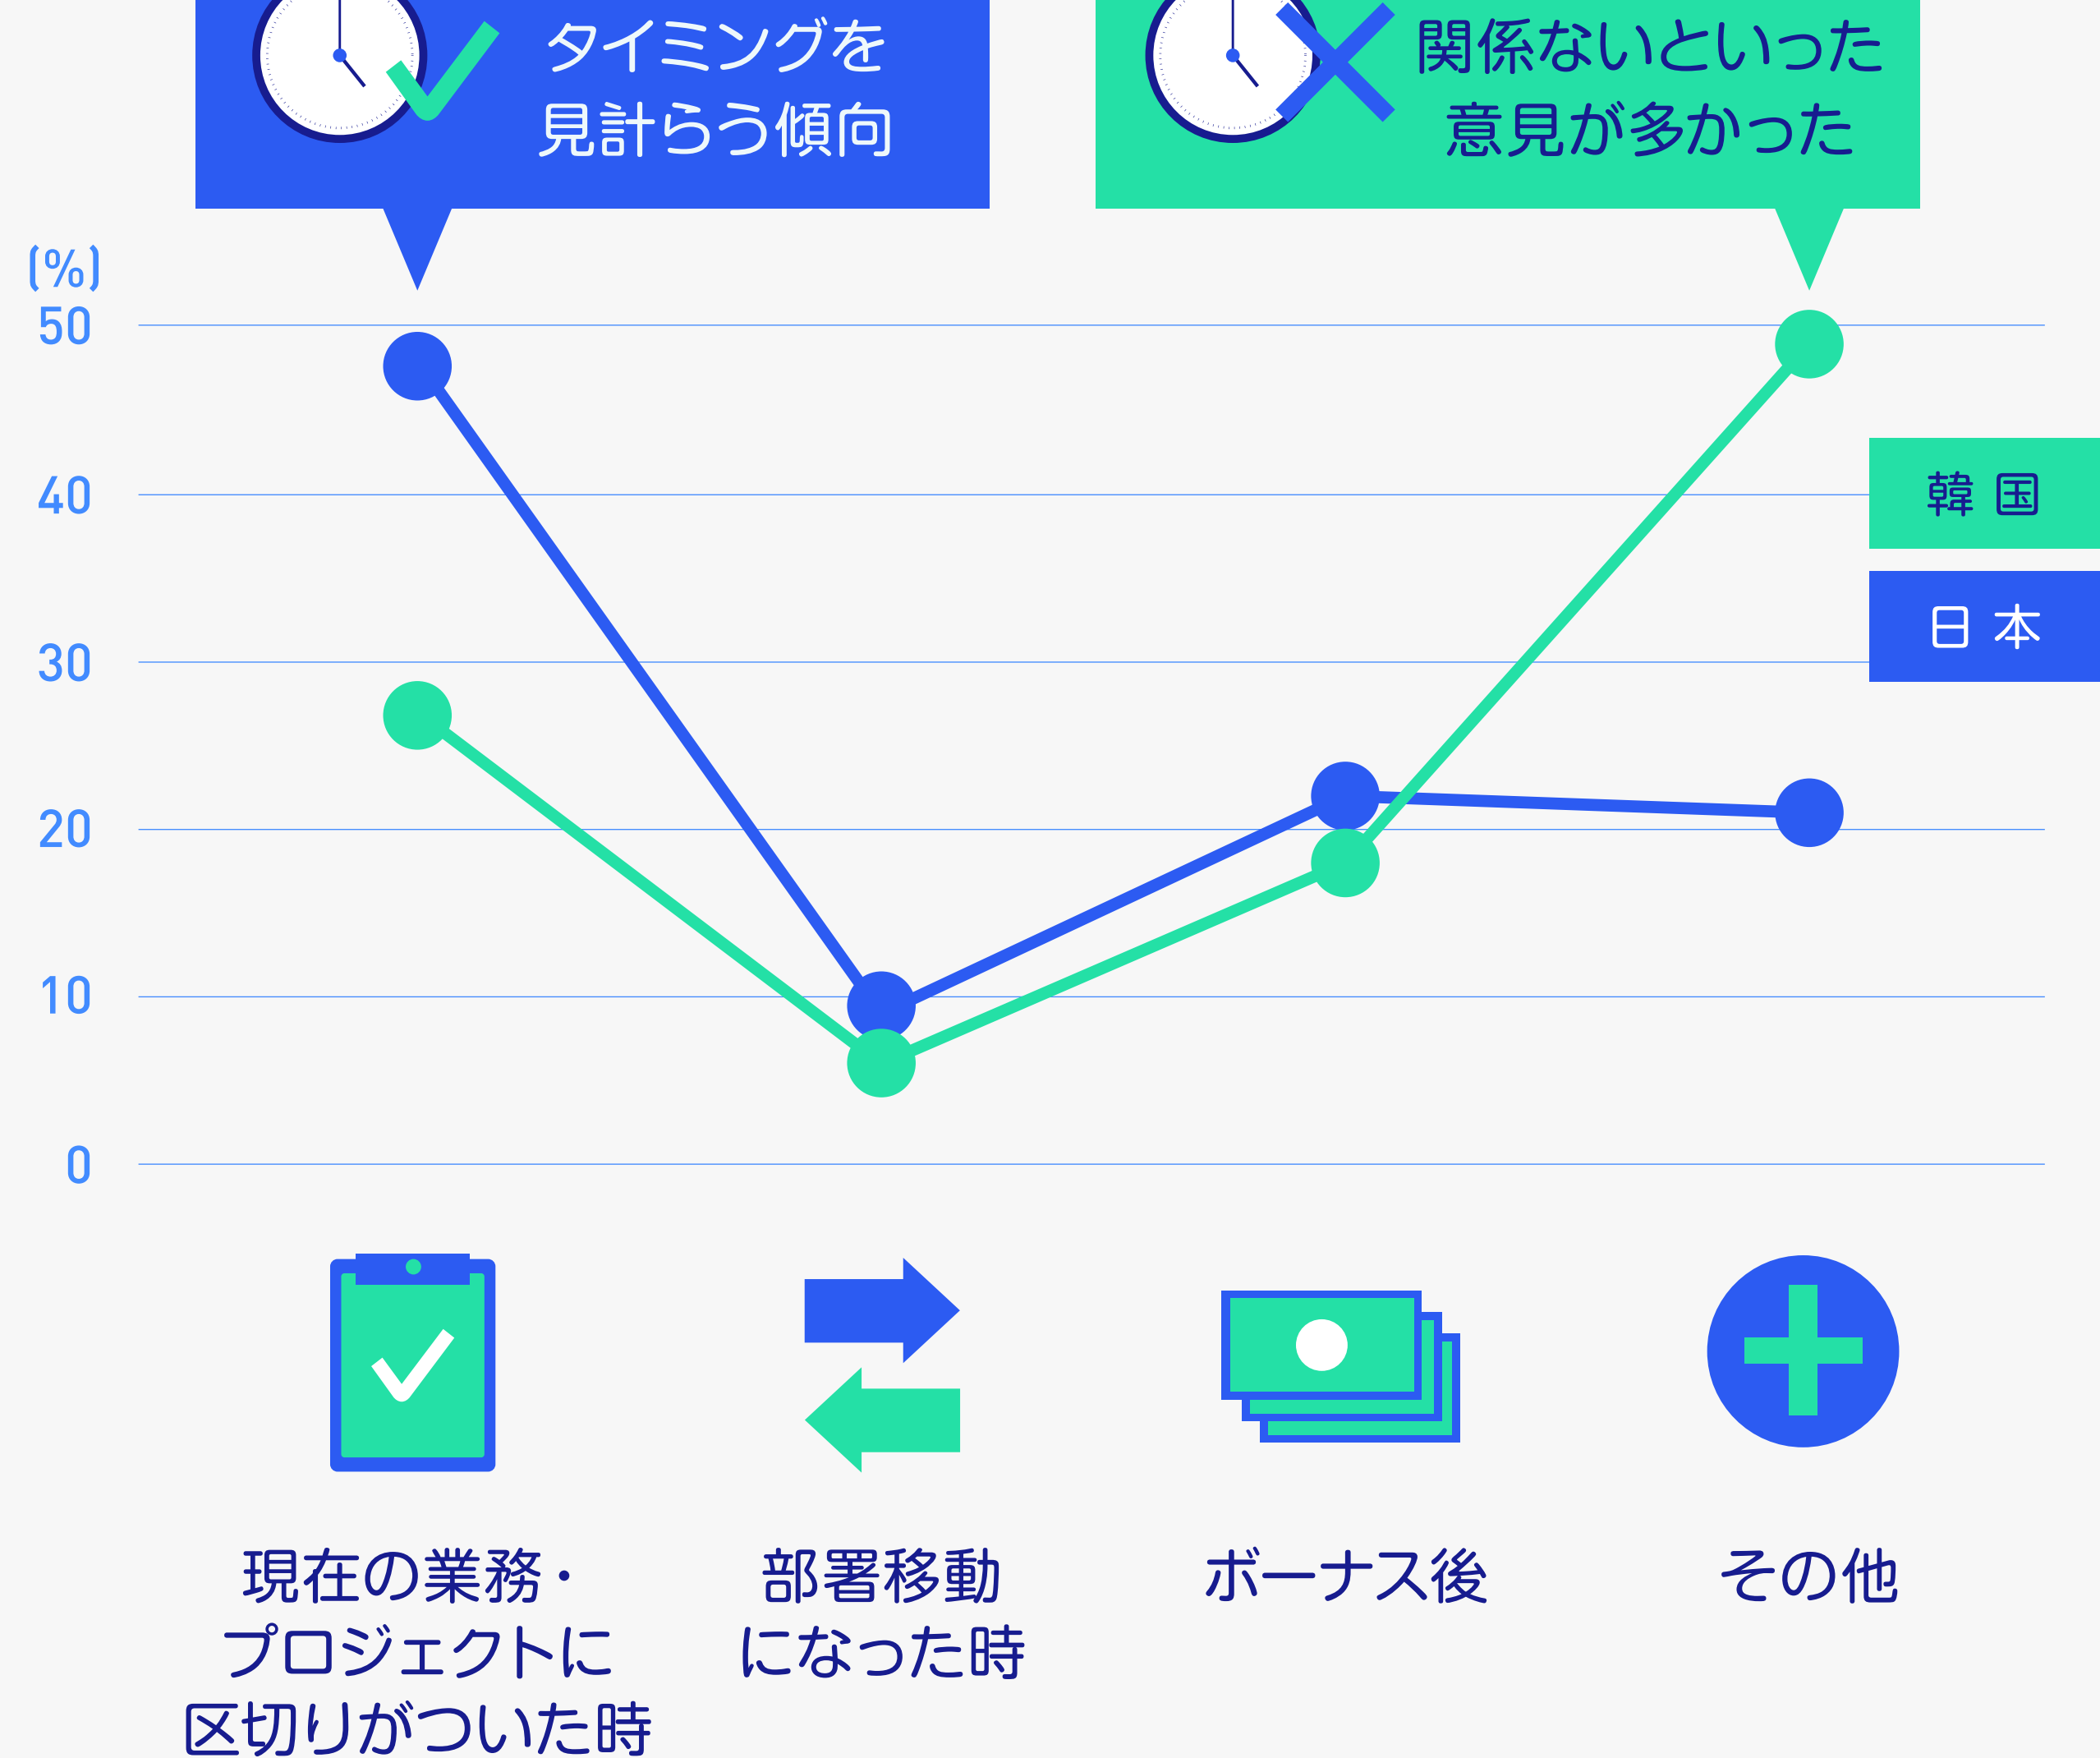 タイミングを
見計らう傾向
関係ないという
意見が多かった
(%)
50
40
30
20
10
0
韓国
日本
現在の業務・
プロジェクトに
区切りがついた時
部署異動
になった時
ボーナス後
その他